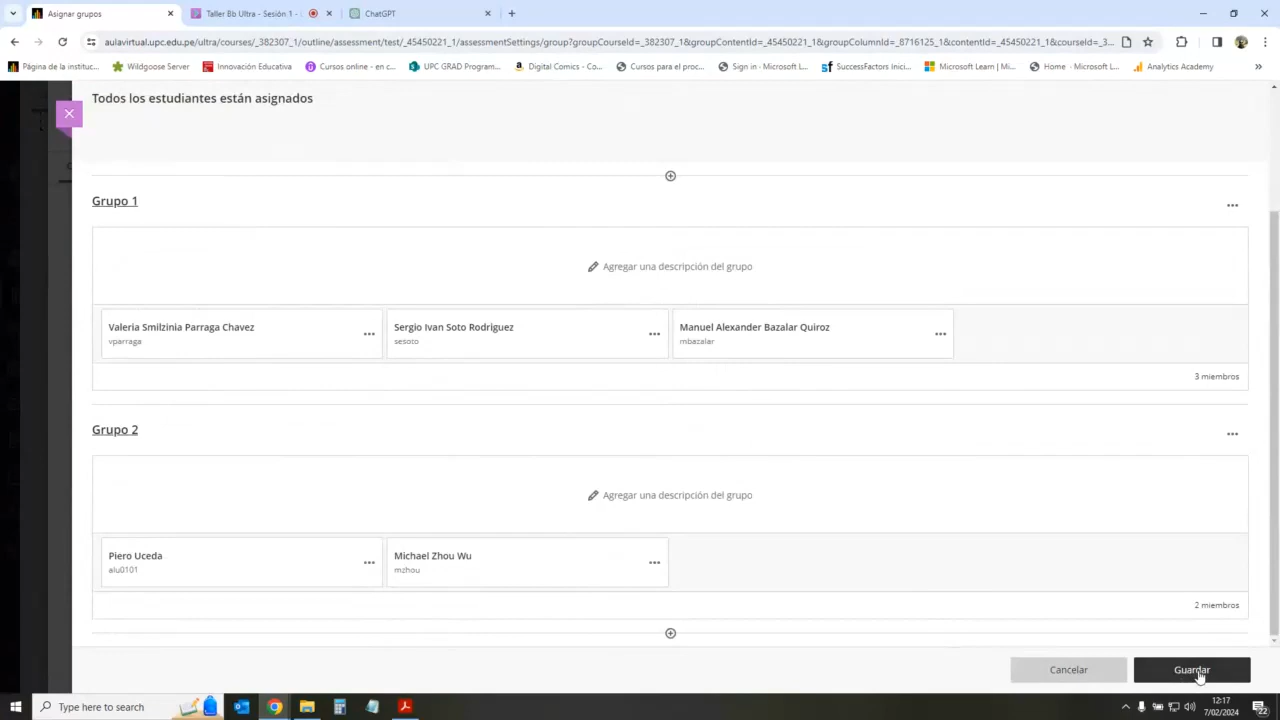 Asignar grupos
Taller Bb Ultra - Sesión 1 -
ChatGPT
aulavirtual.upc.edu.pe/ultra/courses/_382307_1/outline/assessment/test/_45450221_1/assessmentSettings/group?groupCourseId=_382307_1&groupContentId=_45450221_1&groupColumnId=_8716125_1&contentId=_45450221_1&courseId=_3...
Página de la instituc...
Wildgoose Server
Innovación Educativa
Cursos online - en c...
UPC GRAD Program...
Digital Comics - Co...
Cursos para el proc...
Sign in · Microsoft L...
SuccessFactors Inici...
Microsoft Learn | Mi...
Home · Microsoft L...
Analytics Academy
Todos los estudiantes están asignados
Grupo 1
Agregar una descripción del grupo
Valeria Smilzinia Parraga Chavez
vparraga
Sergio Ivan Soto Rodriguez
sesoto
Manuel Alexander Bazalar Quiroz
mbazalar
3 miembros
Grupo 2
Agregar una descripción del grupo
Piero Uceda
alu0101
Michael Zhou Wu
mzhou
2 miembros
Cancelar
Guardar
Type here to search
12:17
7/02/2024
22